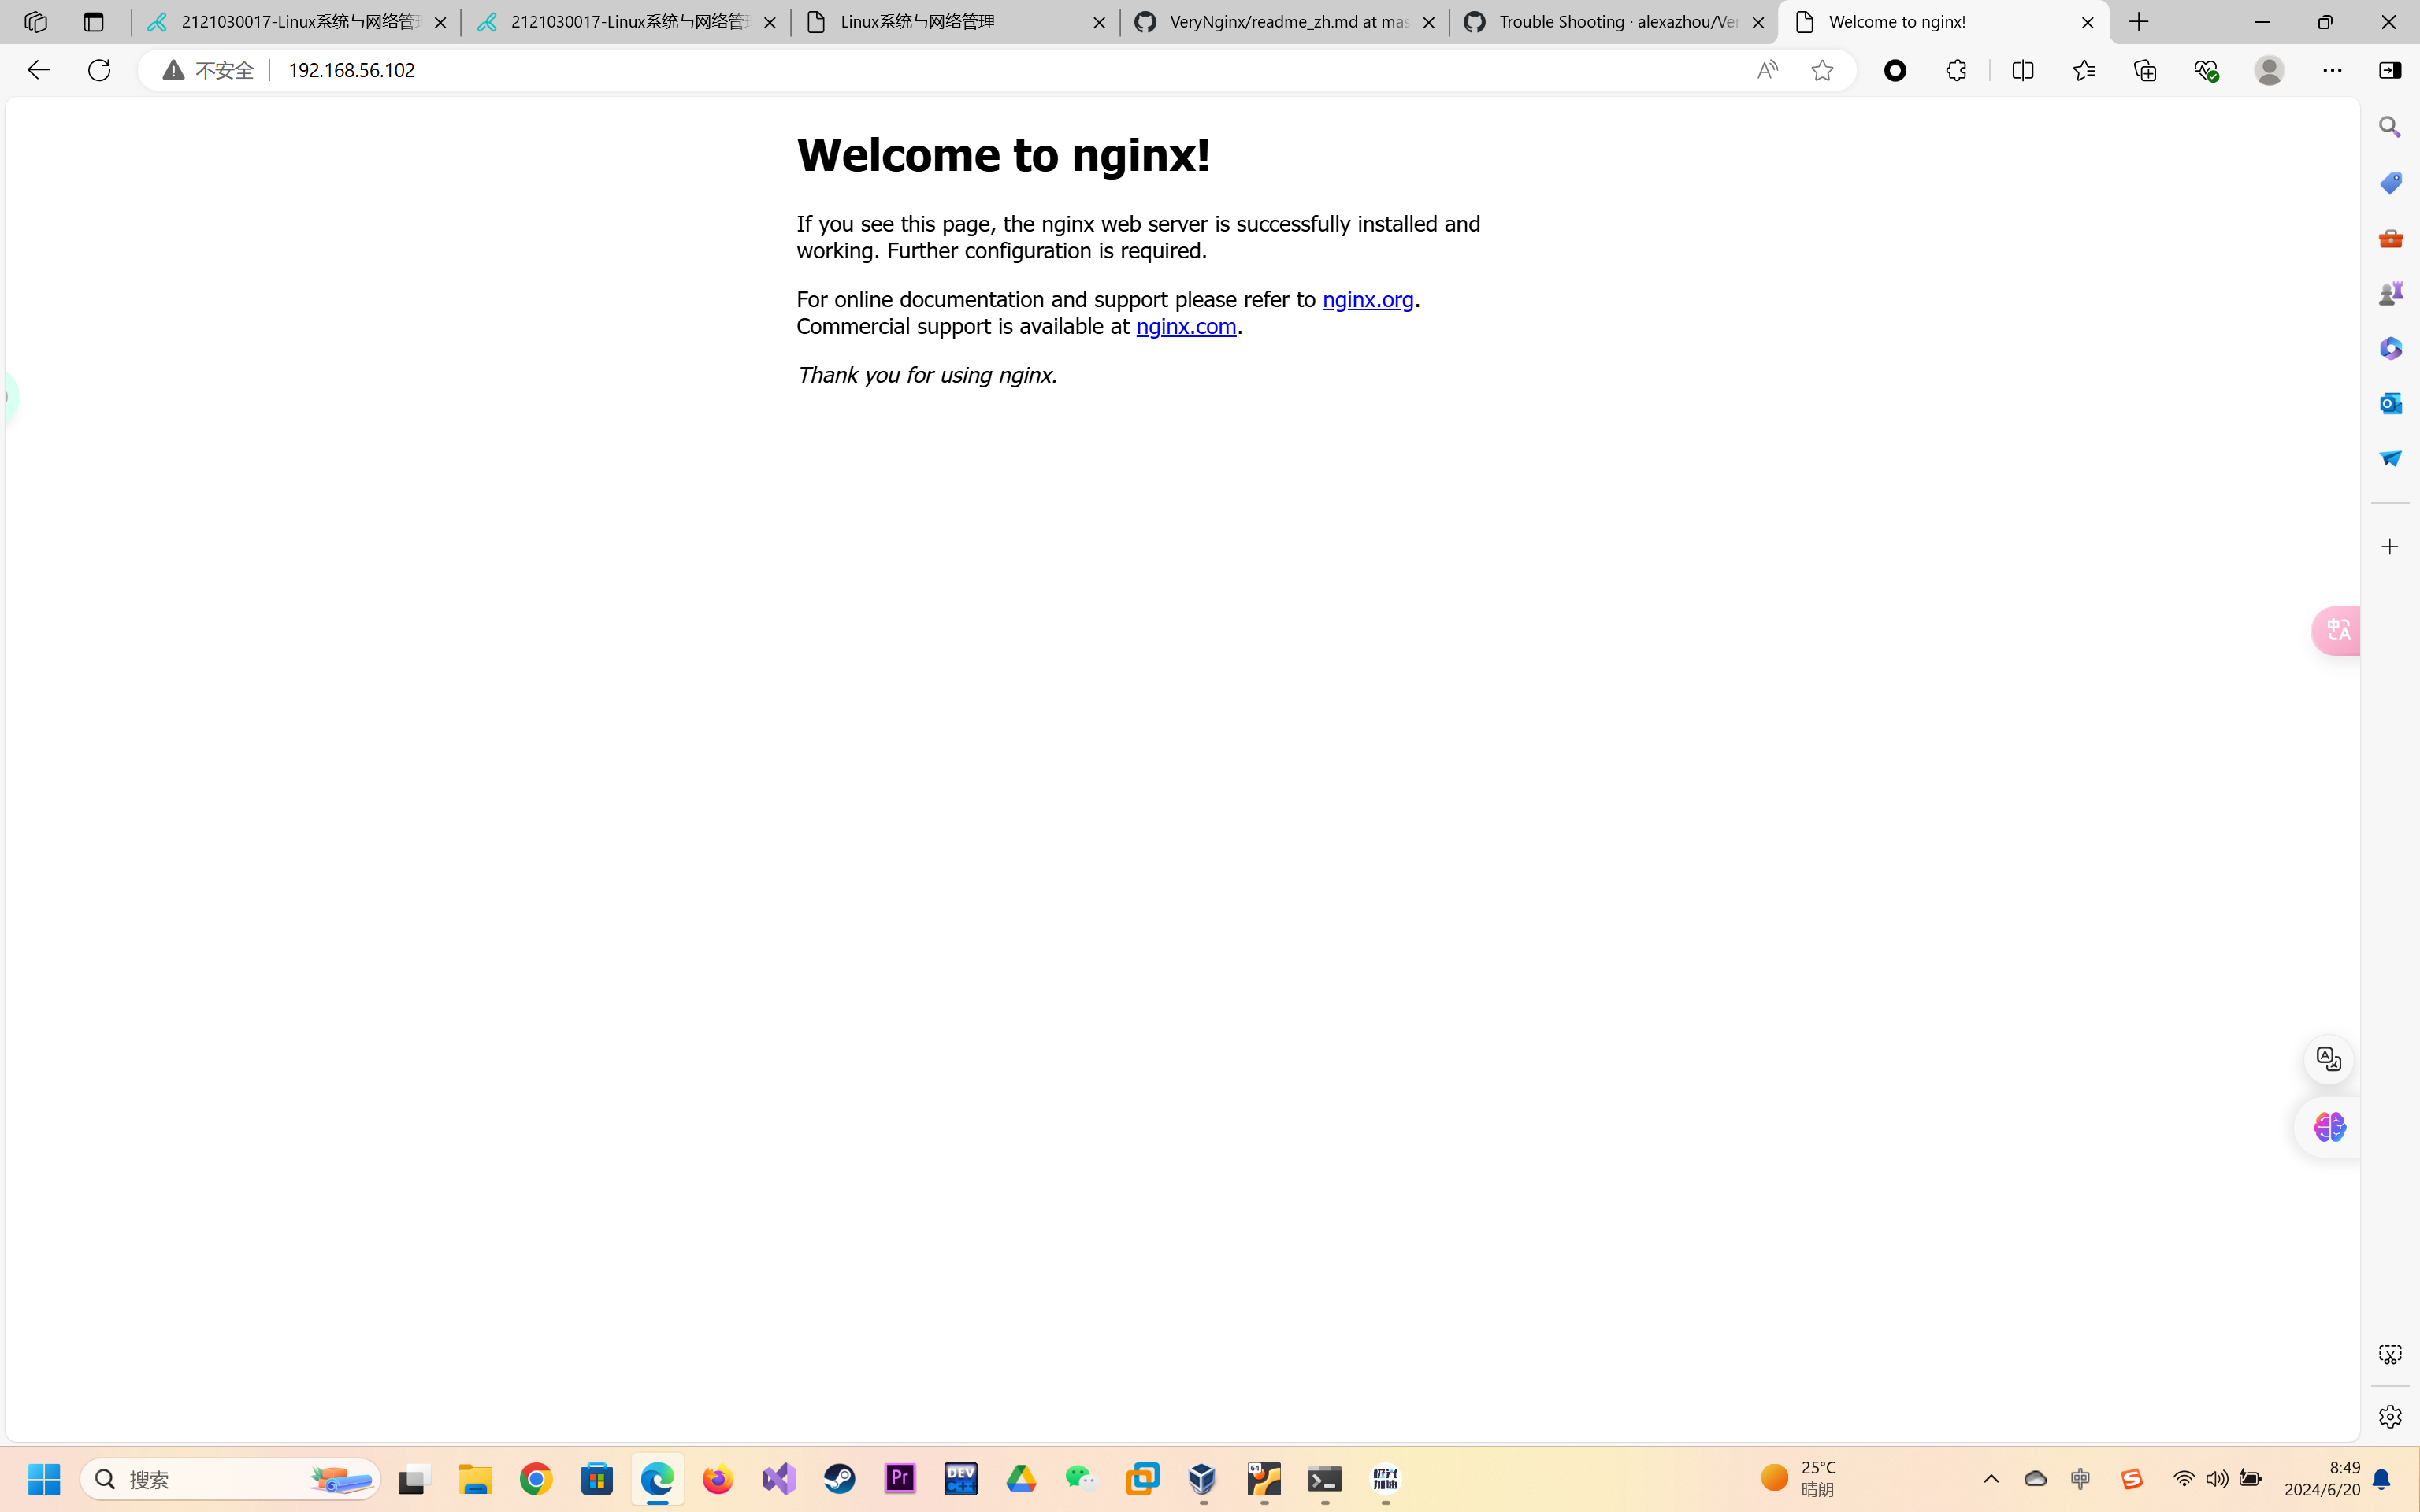 2121030017-Linux系统与网络管
2121030017-Linux系统与网络管
Linux系统与网络管理
VeryNginx/readme_zh.md at mas
Trouble Shooting · alexazhou/Ver
Welcome to nginx!
不安全
192.168.56.102
Welcome to nginx!
If you see this page, the nginx web server is successfully installed and
working. Further configuration is required.
For online documentation and support please refer to nginx.org.
Commercial support is available at nginx.com.
Thank you for using nginx.
搜索
Pr
DEV
C++
64
25°C
晴朗
中
8:49
2024/6/20